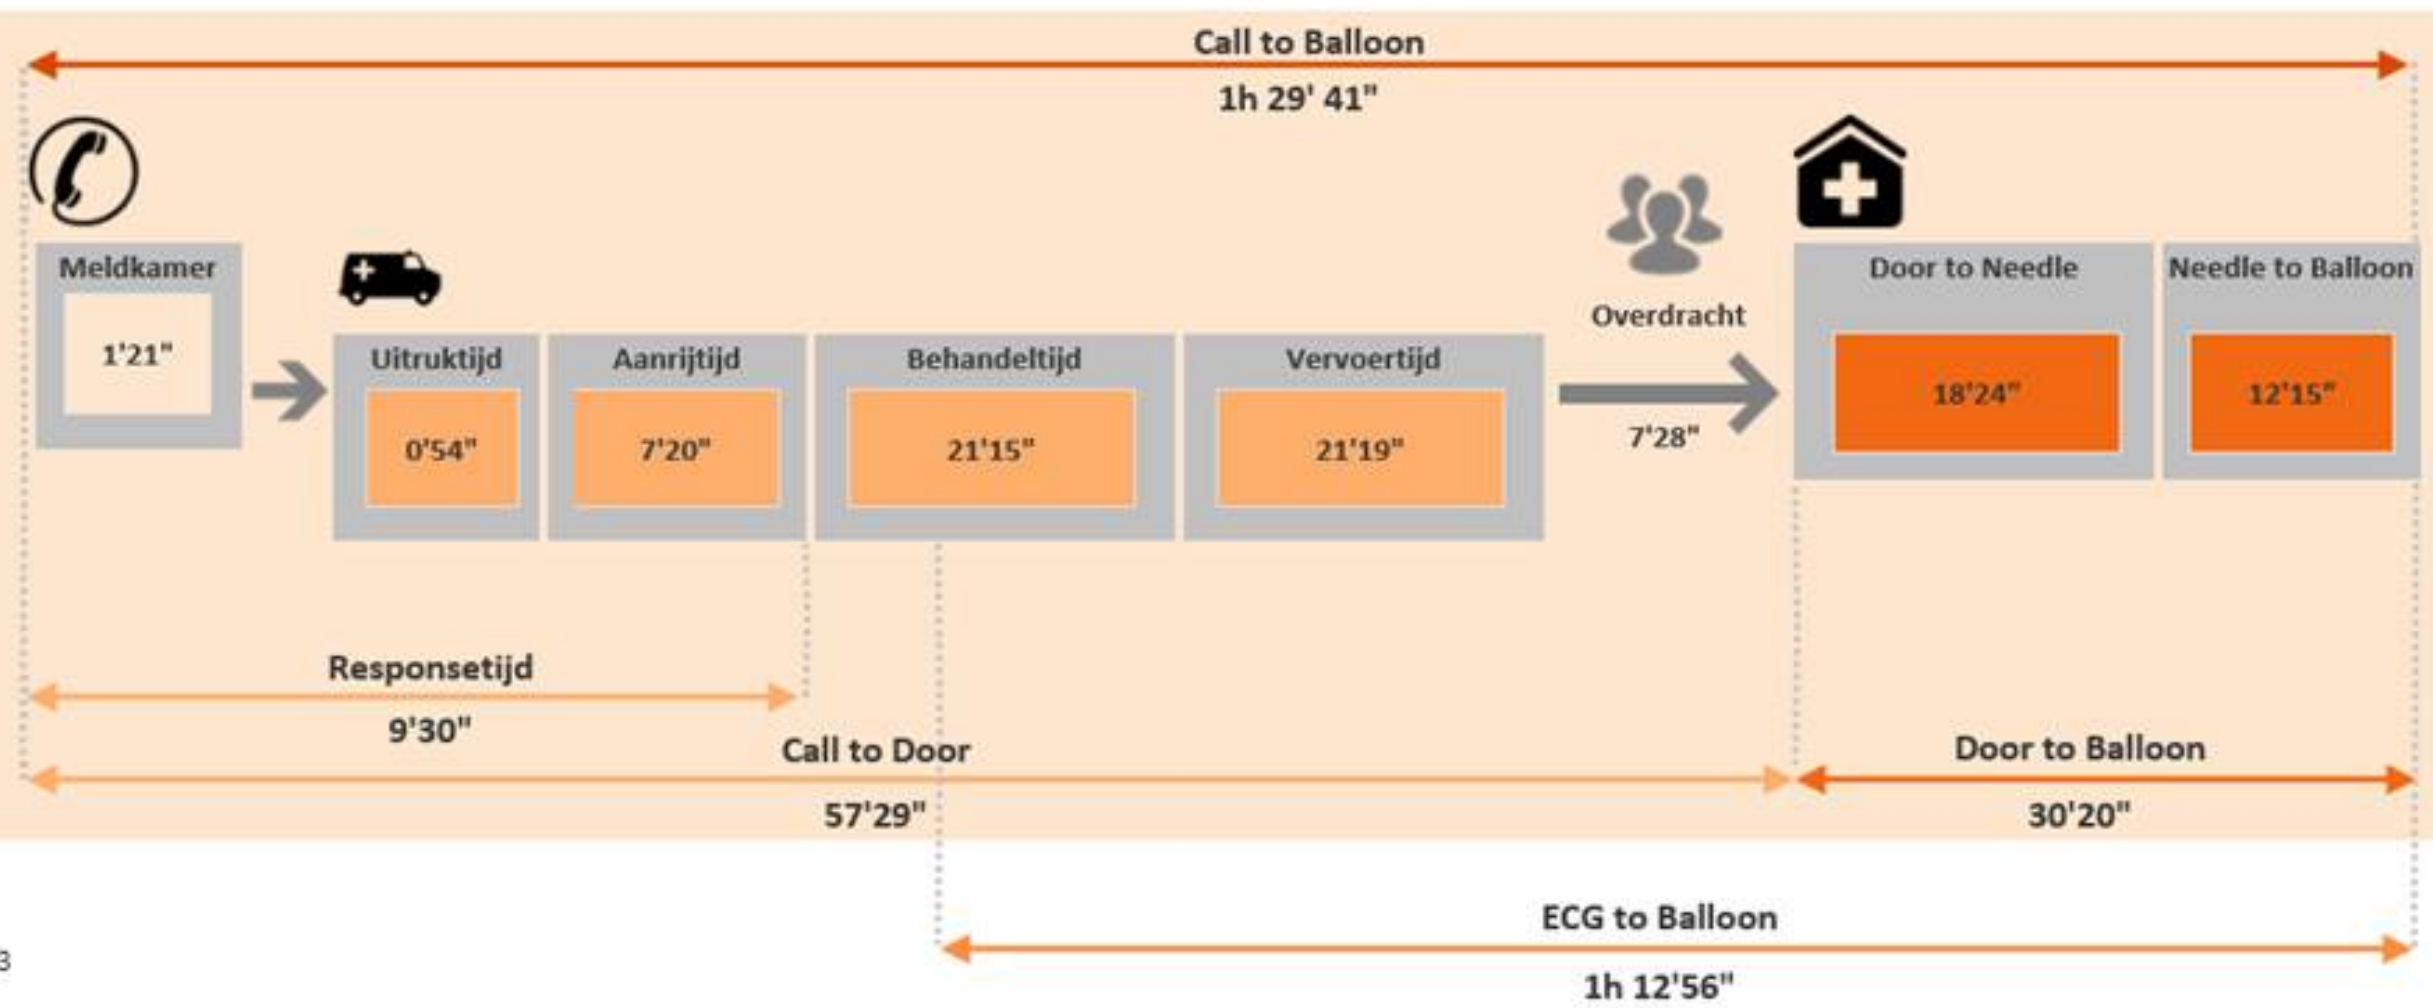 Call to Balloon
1h 29' 41"
Meldkamer
1'21"
Uitruktijd
0'54"
Aanrijtijd
7'20"
Behandeltijd
21'15"
Vervoertijd
21'19"
Overdracht
7'28"
Door to Needle
18'24"
Needle to Balloon
12'15"
Responsetijd
9'30"
Call to Door
57'29"
Door to Balloon
30'20"
ECG to Balloon
1h 12'56"
3